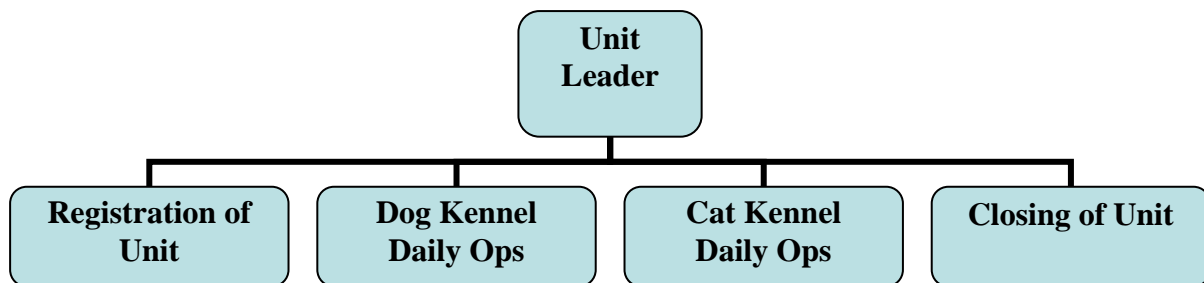 Unit
Leader
Registration of
Unit
Dog Kennel
Daily Ops
Cat Kennel
Daily Ops
Closing of Unit